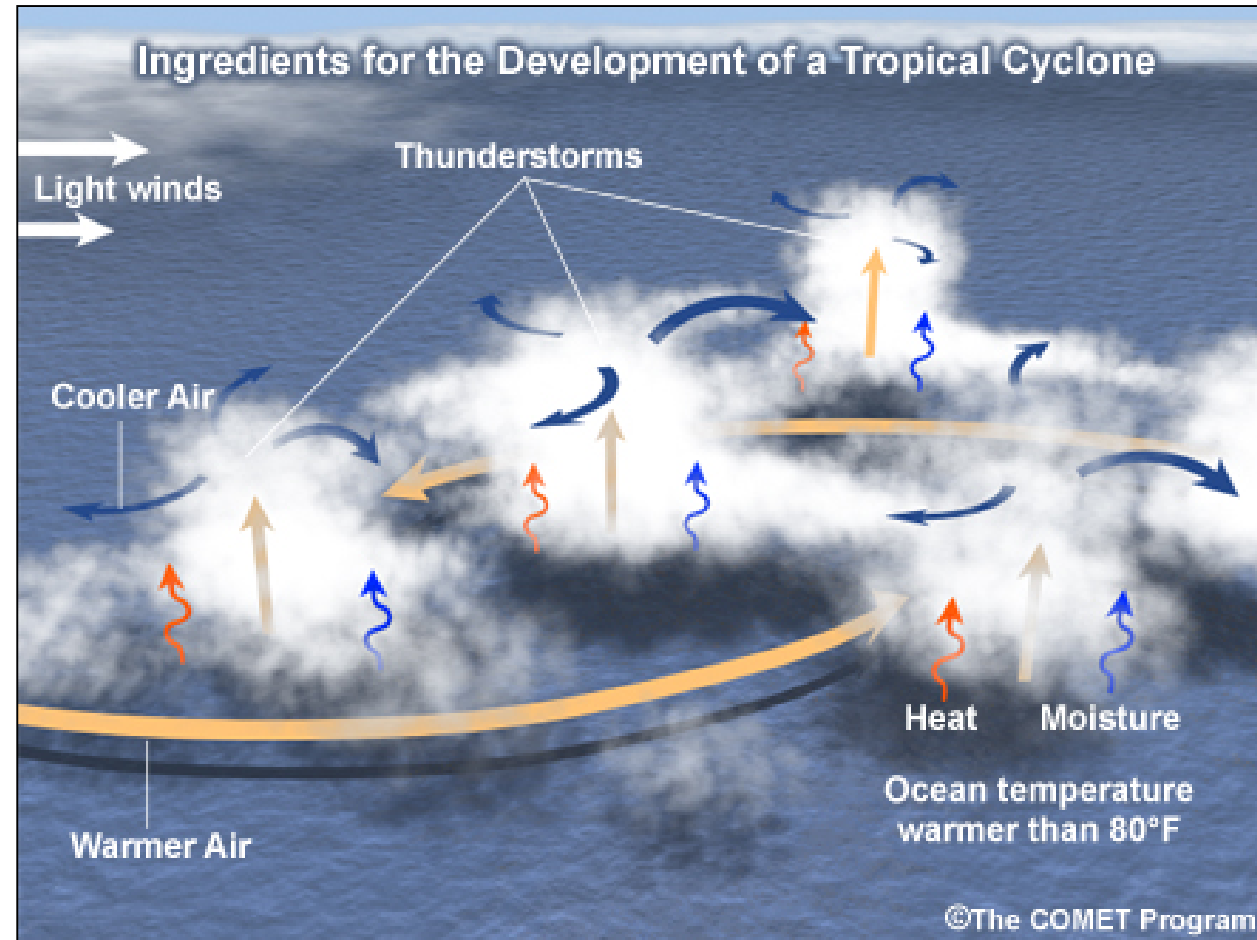 Ingredients for the Development of a Tropical Cyclone
Thunderstorms
Light winds
Cooler Air
Heat
Moisture
Ocean temperature
warmer than 80°F
Warmer Air
©The COMET Program